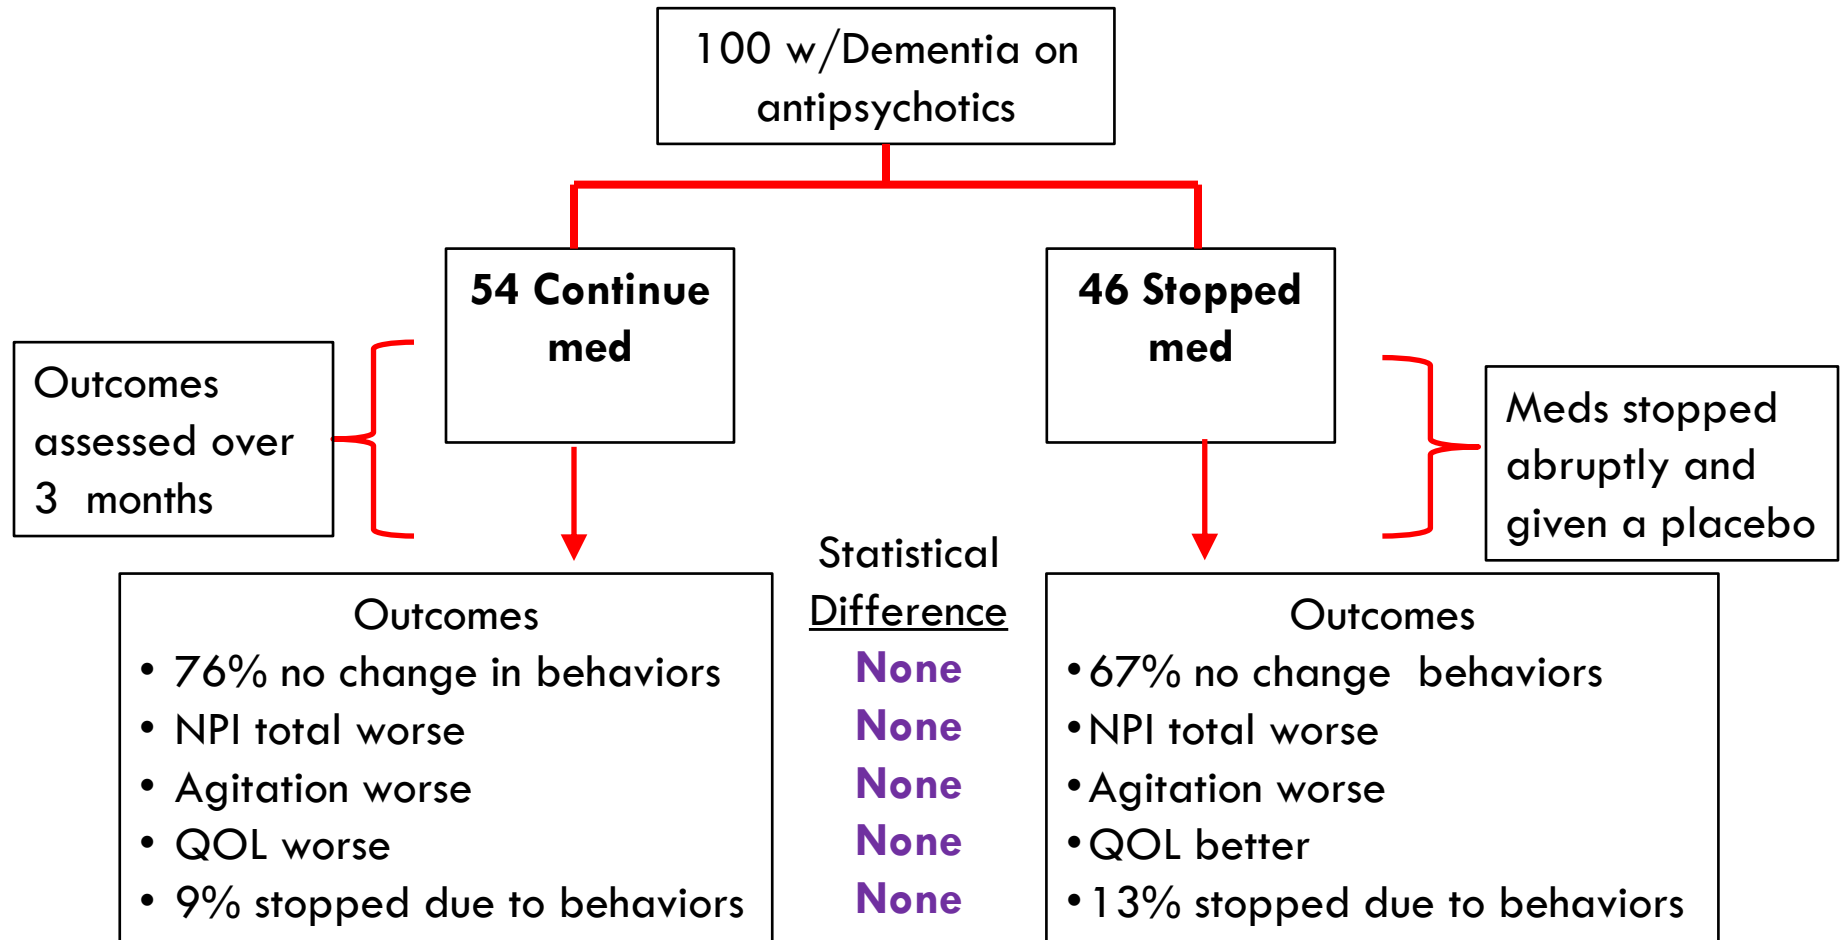 100 w/Dementia on
antipsychotics
54 Continue
med
46 Stopped
med
Outcomes
assessed over
3 months
Meds stopped
abruptly and
given a placebo
Statistical
Difference
None
None
None
None
None
Outcomes
• 76% no change in behaviors
• NPI total worse
• Agitation worse
• QOL worse
• 9% stopped due to behaviors
Outcomes
• 67% no change behaviors
• NPI total worse
• Agitation worse
• QOL better
• 13% stopped due to behaviors